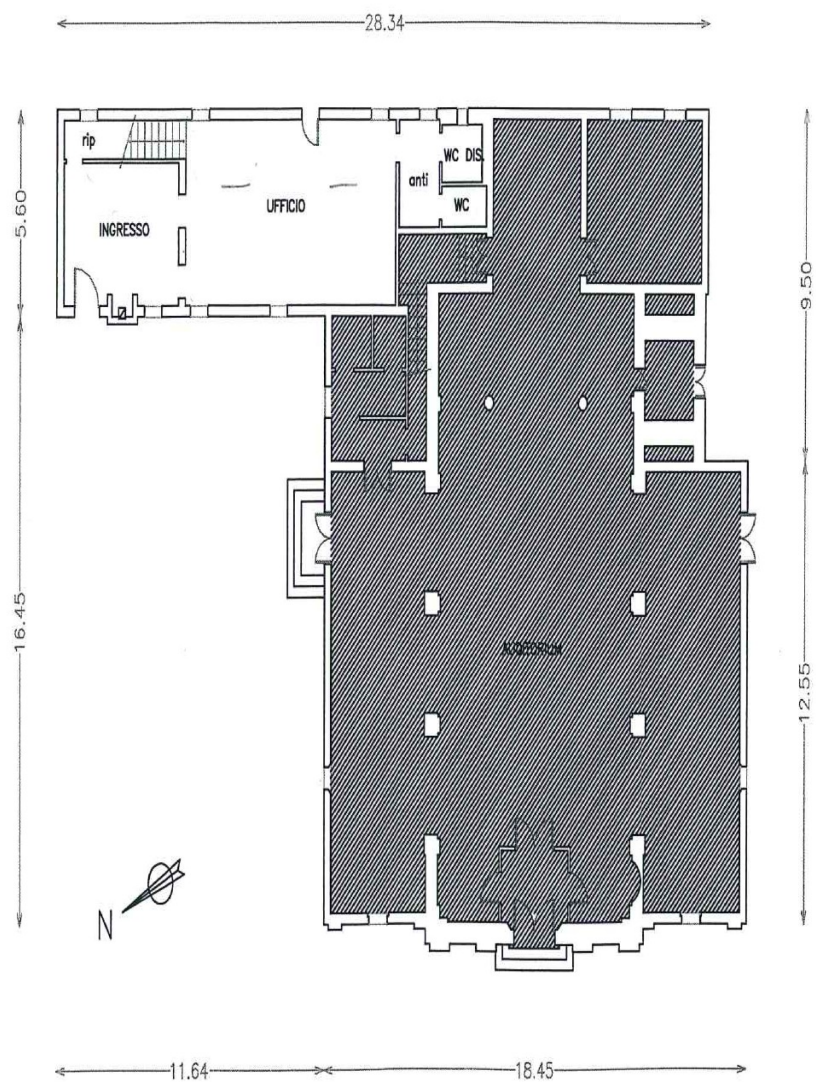 28.34
rip
WC DIS.
anti
UFFICIO
WC
INGRESSO
5.60
9.50
16.45
AUDITORIUM
12.55
N
11.64
18.45